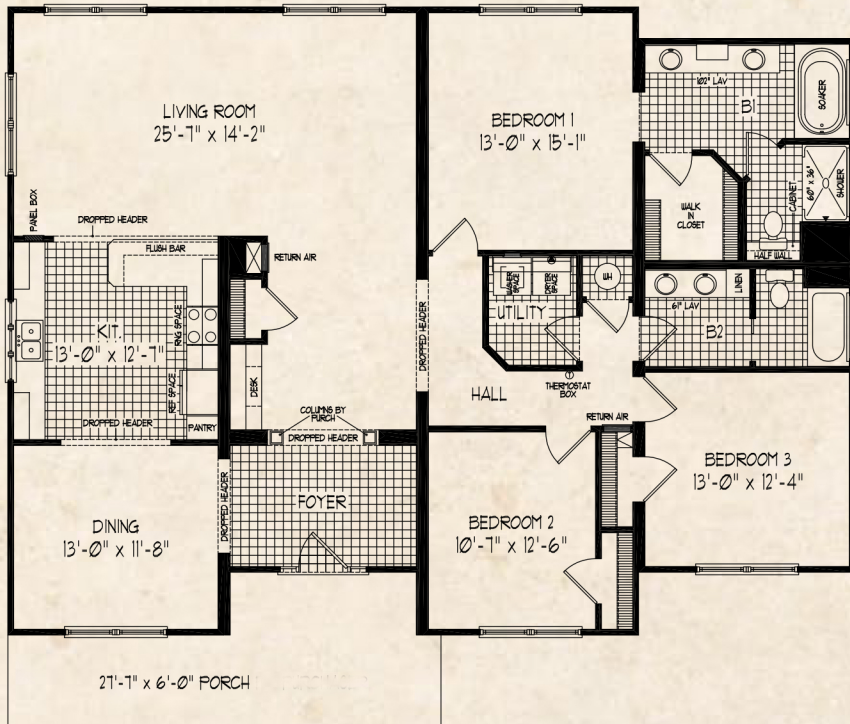 LIVING ROOM
25'-7" x 14'-2"
BEDROOM 1
13'-0" x 15'-1"
102" LAV
B1
SOAKER
WALK
IN
CLOSET
CABINET
60" x 36"
SHOWER
HALF WALL
PANEL BOX
DROPPED HEADER
FLUSH BAR
RETURN AIR
KIT.
13'-0" x 12'-7"
RNG SPACE
REF SPACE
PANTRY
DROPPED HEADER
DESK
COLUMNS BY
PURCH
DROPPED HEADER
DROPPED HEADER
WASHER
SPACE
DRYER
SPACE
WH
UTILITY
61" LAV
LINEN
B2
HALL
THERMOSTAT
BOX
RETURN AIR
DINING
13'-0" x 11'-8"
DROPPED HEADER
FOYER
BEDROOM 2
10'-7" x 12'-6"
BEDROOM 3
13'-0" x 12'-4"
27'-7" x 6'-0" PORCH